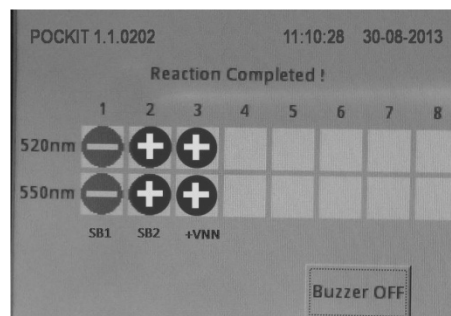 POCKIT 1.1.0202 11:10:28 30-08-2013
Reaction Completed !
1 2 3 4 5 6 7 8
520nm
550nm
SB1 SB2 +VNN
Buzzer OFF